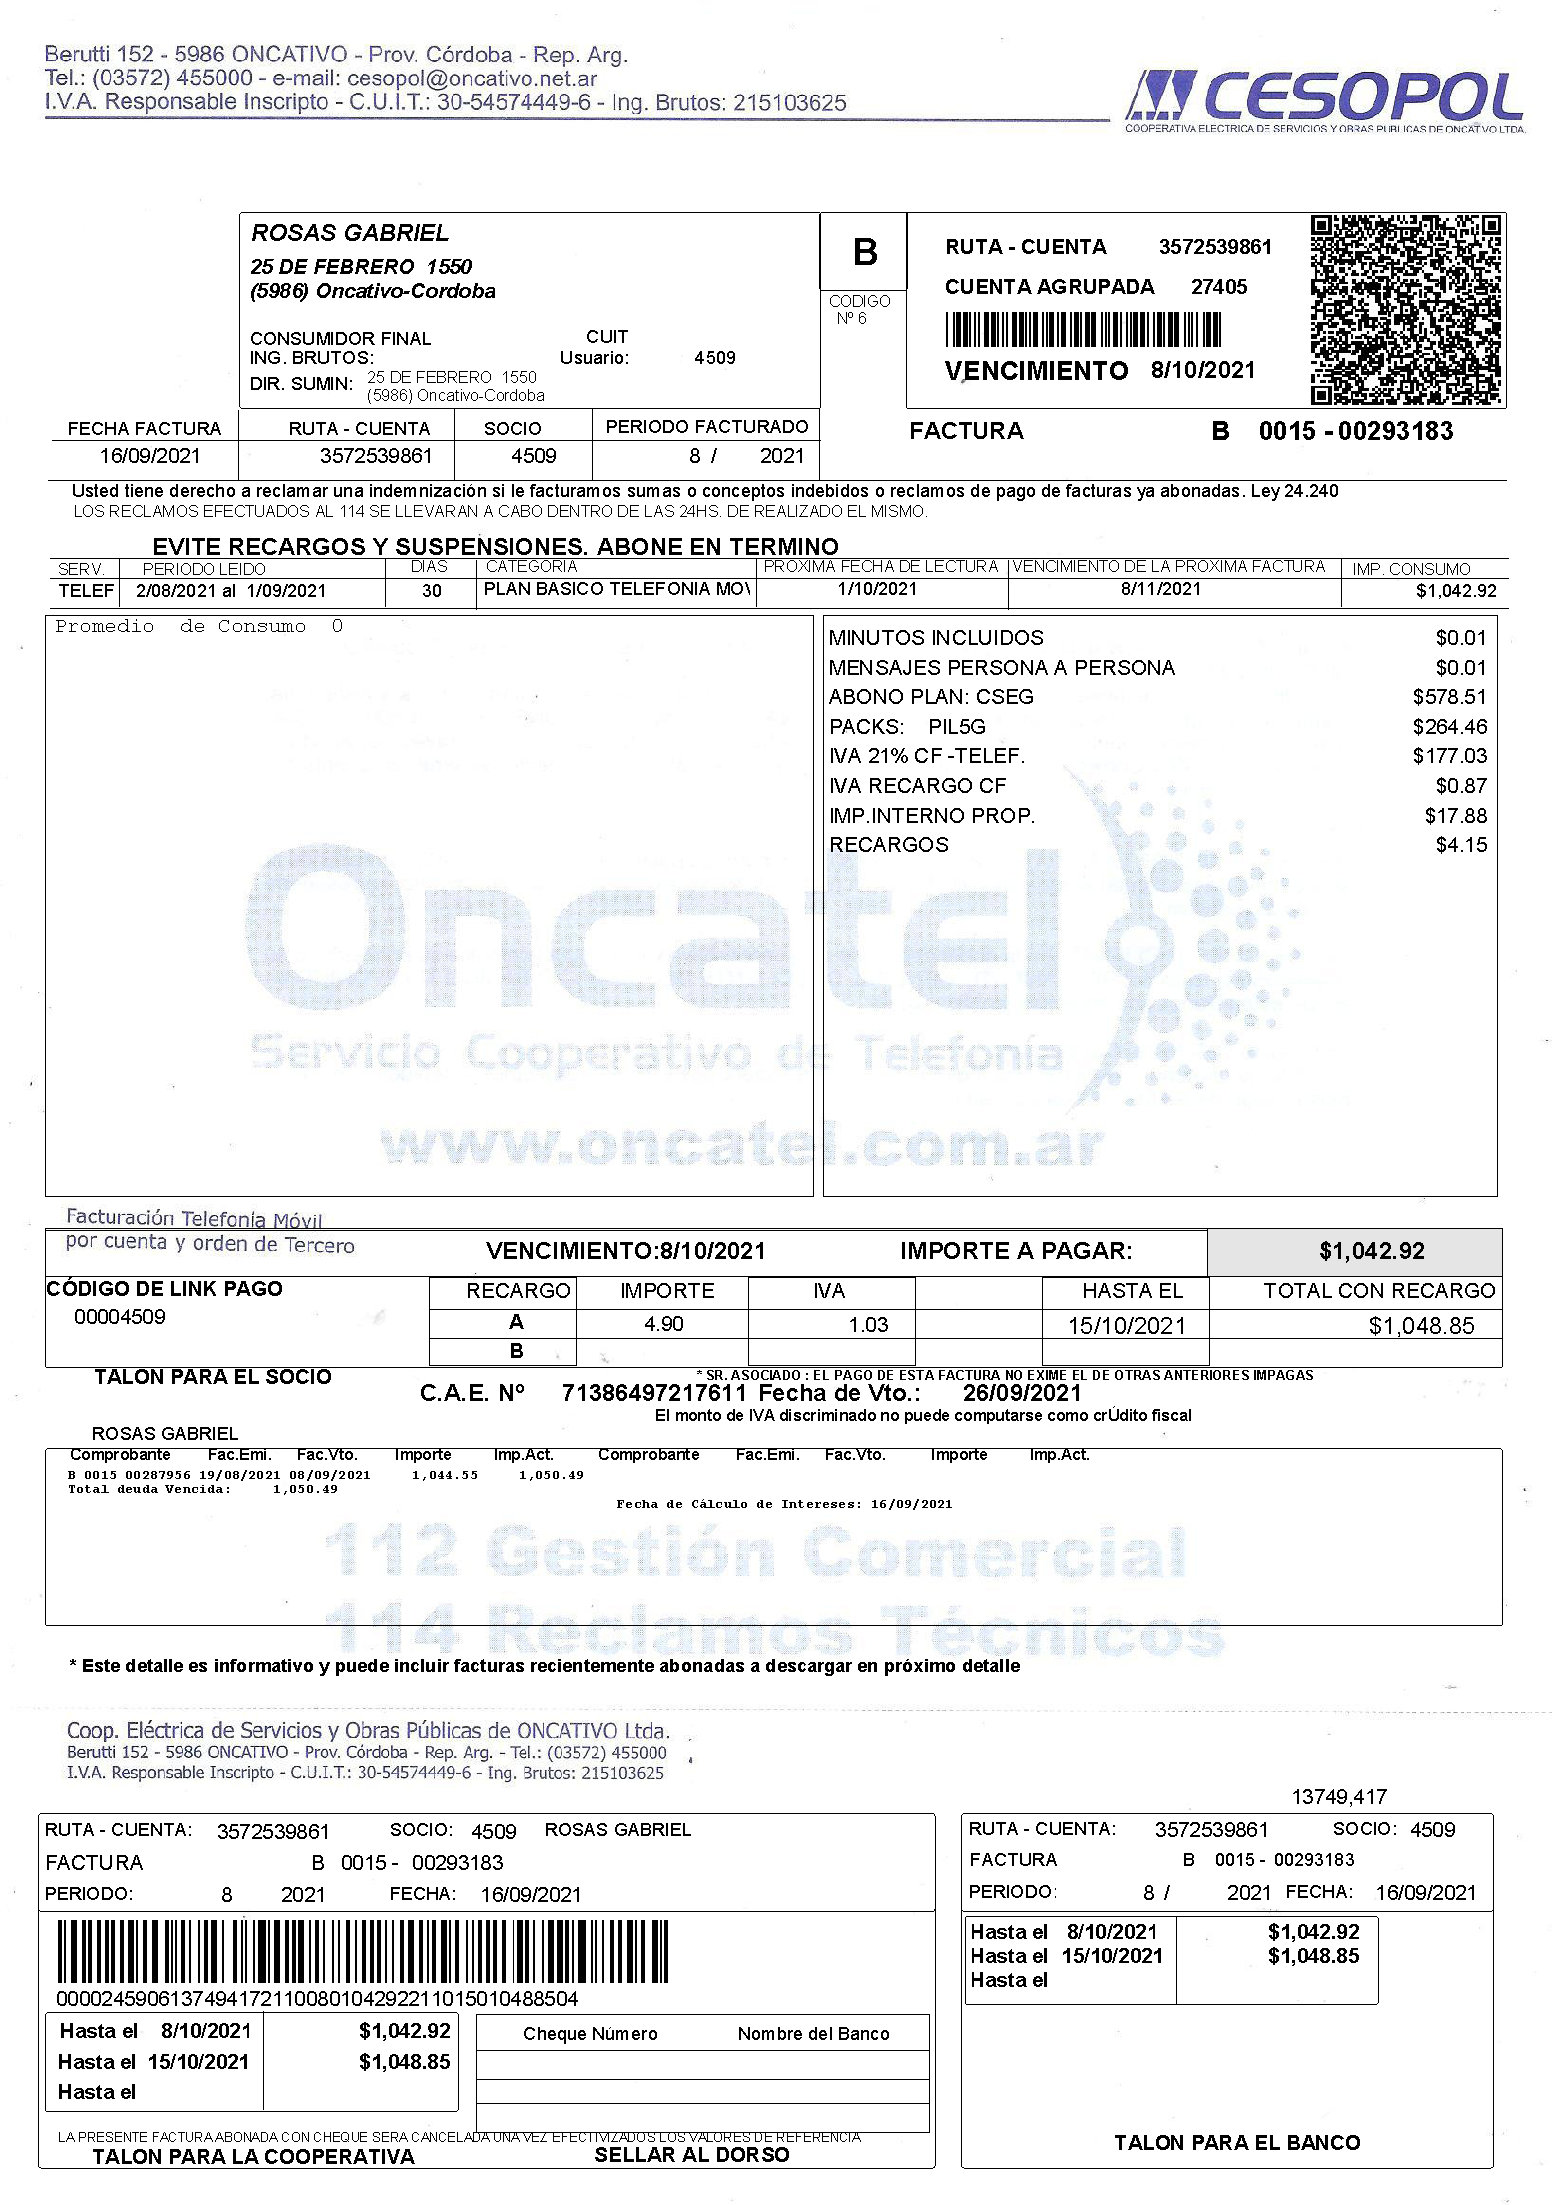 Berutti 152 - 5986 ONCATIVO - Prov. Córdoba - Rep. Arg.
Tel.: (03572) 455000 - e-mail: cesopol@oncativo.net.ar
I.V.A. Responsable Inscripto - C.U.I.T.: 30-54574449-6 - Ing. Brutos: 215103625
CESOPOL
COOPERATIVA ELECTRICA DE SERVICIOS Y OBRAS PUBLICAS DE ONCATIVO LTDA.
ROSAS GABRIEL
25 DE FEBRERO 1550
(5986) Oncativo-Cordoba
CONSUMIDOR FINAL CUIT
ING. BRUTOS: Usuario: 4509
DIR. SUMIN: 25 DE FEBRERO 1550
(5986) Oncativo-Cordoba
B
CODIGO
Nº 6
RUTA - CUENTA 3572539861
CUENTA AGRUPADA 27405
VENCIMIENTO 8/10/2021
FECHA FACTURA RUTA - CUENTA SOCIO PERIODO FACTURADO
16/09/2021 3572539861 4509 8 / 2021
FACTURA B 0015 - 00293183
Usted tiene derecho a reclamar una indemnización si le facturamos sumas o conceptos indebidos o reclamos de pago de facturas ya abonadas. Ley 24.240
LOS RECLAMOS EFECTUADOS AL 114 SE LLEVARAN A CABO DENTRO DE LAS 24HS. DE REALIZADO EL MISMO.
EVITE RECARGOS Y SUSPENSIONES. ABONE EN TERMINO
SERV. PERIODO LEIDO DIAS CATEGORIA PROXIMA FECHA DE LECTURA VENCIMIENTO DE LA PROXIMA FACTURA IMP. CONSUMO
TELEF 2/08/2021 al 1/09/2021 30 PLAN BASICO TELEFONIA MOV 1/10/2021 8/11/2021 $1,042.92
Promedio de Consumo 0
MINUTOS INCLUIDOS $0.01
MENSAJES PERSONA A PERSONA $0.01
ABONO PLAN: CSEG $578.51
PACKS: PIL5G $264.46
IVA 21% CF -TELEF. $177.03
IVA RECARGO CF $0.87
IMP.INTERNO PROP. $17.88
RECARGOS $4.15
Oncatel
Servicio Cooperativo de Telefonía
www.oncatel.com.ar
Facturación Telefonía Móvil
por cuenta y orden de Tercero
VENCIMIENTO:8/10/2021 IMPORTE A PAGAR: $1,042.92
CÓDIGO DE LINK PAGO
00004509
RECARGO IMPORTE IVA HASTA EL TOTAL CON RECARGO
A 4.90 1.03 15/10/2021 $1,048.85
B
TALON PARA EL SOCIO
* SR. ASOCIADO : EL PAGO DE ESTA FACTURA NO EXIME EL DE OTRAS ANTERIORES IMPAGAS
C.A.E. Nº 71386497217611 Fecha de Vto.: 26/09/2021
El monto de IVA discriminado no puede computarse como crÚdito fiscal
ROSAS GABRIEL
Comprobante Fac.Emi. Fac.Vto. Importe Imp.Act. Comprobante Fac.Emi. Fac.Vto. Importe Imp.Act.
B 0015 00287956 19/08/2021 08/09/2021 1,044.55 1,050.49
Total deuda Vencida: 1,050.49
Fecha de Cálculo de Intereses: 16/09/2021
112 Gestión Comercial
114 Reclamos Técnicos
* Este detalle es informativo y puede incluir facturas recientemente abonadas a descargar en próximo detalle
Coop. Eléctrica de Servicios y Obras Públicas de ONCATIVO Ltda.
Berutti 152 - 5986 ONCATIVO - Prov. Córdoba - Rep. Arg. - Tel.: (03572) 455000
I.V.A. Responsable Inscripto - C.U.I.T.: 30-54574449-6 - Ing. Brutos: 215103625
13749,417
RUTA - CUENTA: 3572539861 SOCIO: 4509 ROSAS GABRIEL
FACTURA B 0015 - 00293183
PERIODO: 8 2021 FECHA: 16/09/2021
0000245906137494172110080104292211015010488504
Hasta el 8/10/2021 $1,042.92
Hasta el 15/10/2021 $1,048.85
Hasta el
Cheque Número Nombre del Banco
LA PRESENTE FACTURA ABONADA CON CHEQUE SERA CANCELADA UNA VEZ EFECTIVIZADOS LOS VALORES DE REFERENCIA
TALON PARA LA COOPERATIVA SELLAR AL DORSO
RUTA - CUENTA: 3572539861 SOCIO: 4509
FACTURA B 0015 - 00293183
PERIODO: 8 / 2021 FECHA: 16/09/2021
Hasta el 8/10/2021 $1,042.92
Hasta el 15/10/2021 $1,048.85
Hasta el
TALON PARA EL BANCO